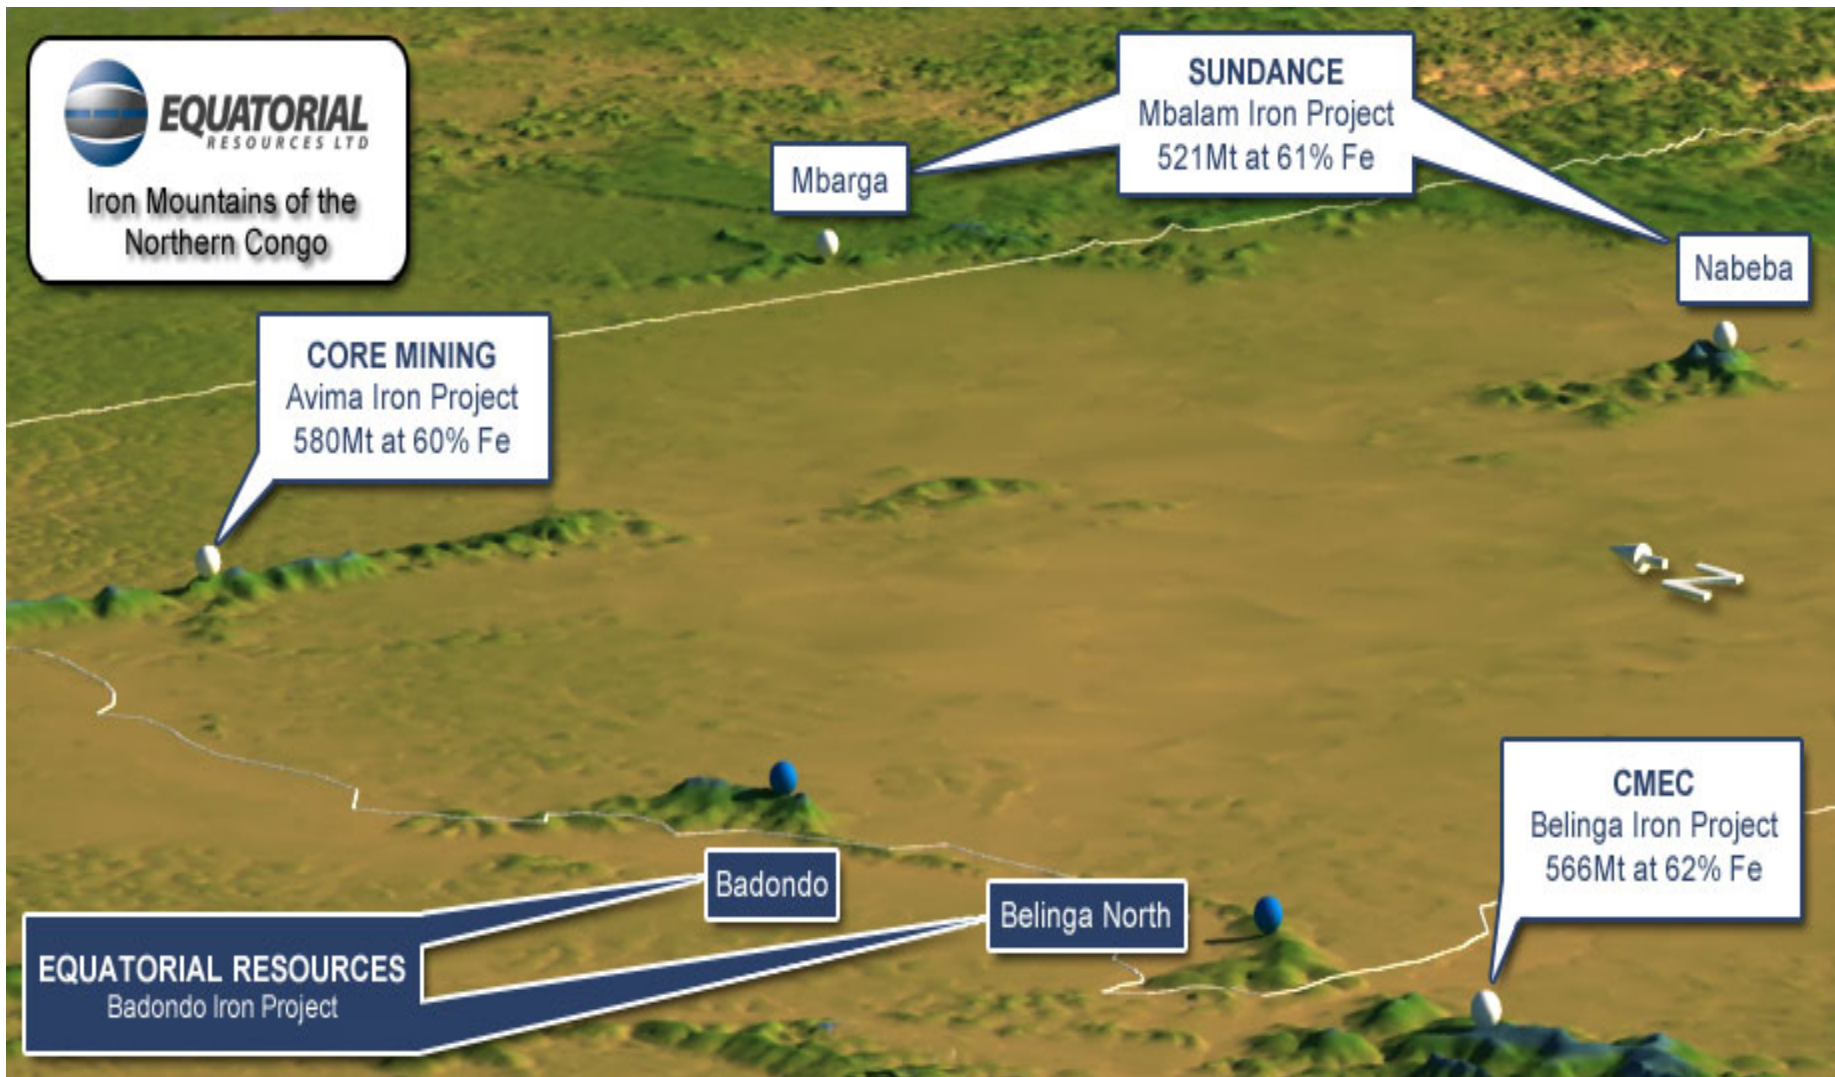 EQUATORIAL
RESOURCES LTD
Iron Mountains of the
Northern Congo
SUNDANCE
Mbalam Iron Project
521Mt at 61% Fe
Mbarga
Nabeba
CORE MINING
Avima Iron Project
580Mt at 60% Fe
N
CMEC
Belinga Iron Project
566Mt at 62% Fe
Badondo
Belinga North
EQUATORIAL RESOURCES
Badondo Iron Project